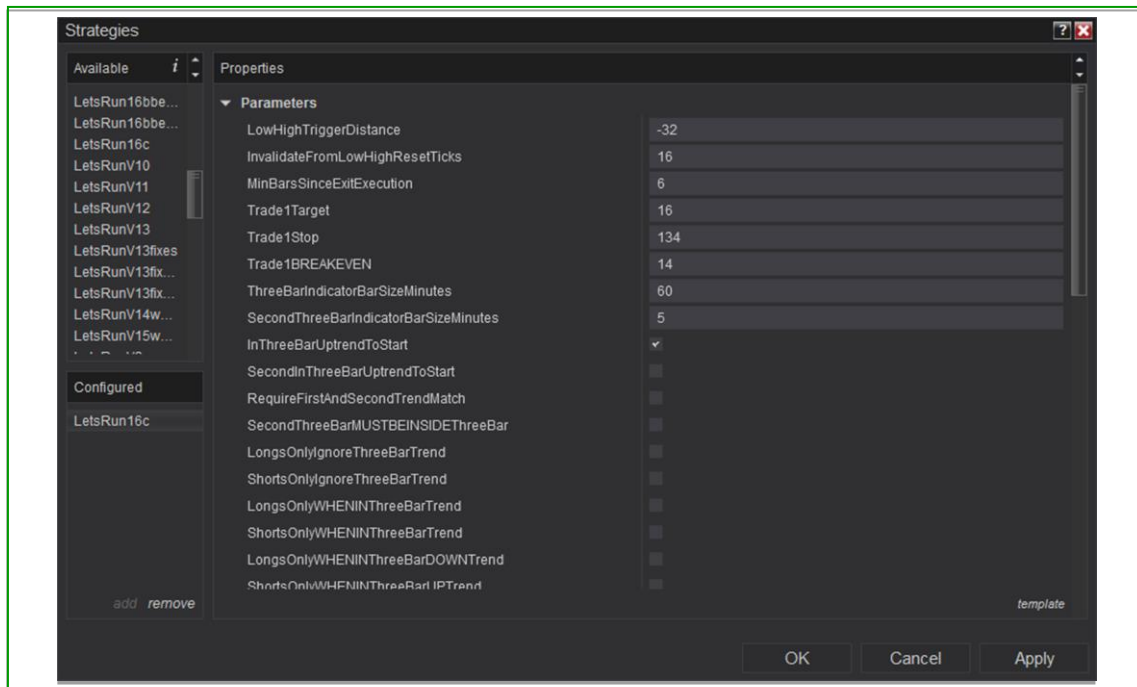 Strategies
?
Available i
LetsRun16bbe...
LetsRun16bbe...
LetsRun16c
LetsRunV10
LetsRunV11
LetsRunV12
LetsRunV13
LetsRunV13fixes
LetsRunV13fix...
LetsRunV13fix...
LetsRunV14w...
LetsRunV15w...
Configured
LetsRun16c
add remove
Properties
Parameters
LowHighTriggerDistance -32
InvalidateFromLowHighResetTicks 16
MinBarsSinceExitExecution 6
Trade1Target 16
Trade1Stop 134
Trade1BREAKEVEN 14
ThreeBarIndicatorBarSizeMinutes 60
SecondThreeBarIndicatorBarSizeMinutes 5
InThreeBarUptrendToStart
SecondInThreeBarUptrendToStart
RequireFirstAndSecondTrendMatch
SecondThreeBarMUSTBEINSIDEThreeBar
LongsOnlyIgnoreThreeBarTrend
ShortsOnlyIgnoreThreeBarTrend
LongsOnlyWHENINThreeBarTrend
ShortsOnlyWHENINThreeBarTrend
LongsOnlyWHENINThreeBarDOWNTrend
ShortsOnlyWHENINThreeBarUPTrend
template
OK Cancel Apply